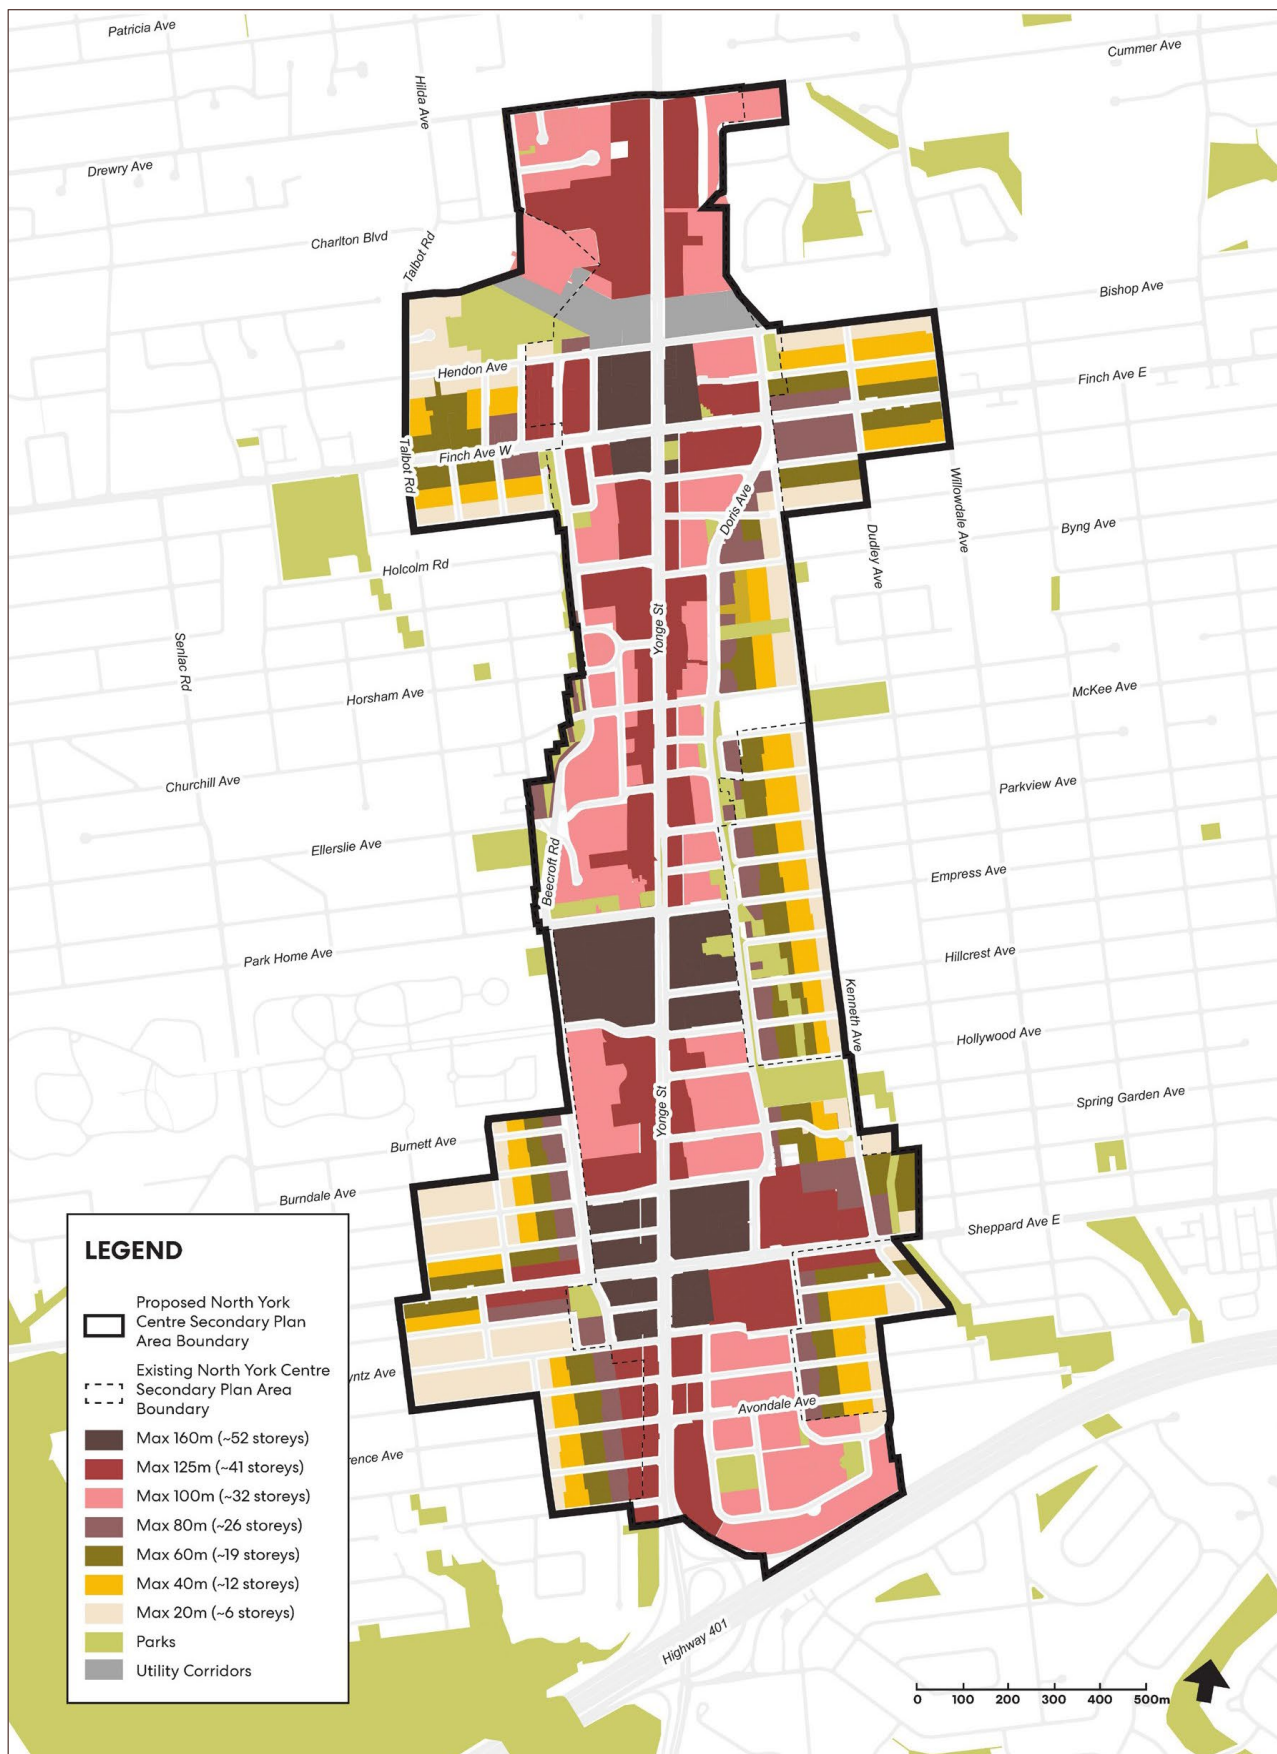 Patricia Ave
Hilda Ave
Cummer Ave
Drewry Ave
Charlton Blvd
Talbot Rd
Bishop Ave
Hendon Ave
Finch Ave E
Talbot Rd
Finch Ave W
Doris Ave
Willowdale Ave
Dudley Ave
Byng Ave
Holcolm Rd
Yonge St
Senlac Rd
Horsham Ave
McKee Ave
Churchill Ave
Parkview Ave
Ellerslie Ave
Beecroft Rd
Empress Ave
Park Home Ave
Hillcrest Ave
Kenneth Ave
Hollywood Ave
Yonge St
Spring Garden Ave
Burnett Ave
Burndale Ave
Sheppard Ave E
LEGEND
Proposed North York
Centre Secondary Plan
Area Boundary
Existing North York Centre
Secondary Plan Area
Boundary
Max 160m (~52 storeys)
Max 125m (~41 storeys)
Max 100m (~32 storeys)
Max 80m (~26 storeys)
Max 60m (~19 storeys)
Max 40m (~12 storeys)
Max 20m (~6 storeys)
Parks
Utility Corridors
yntz Ave
Avondale Ave
rence Ave
Highway 401
0 100 200 300 400 500m